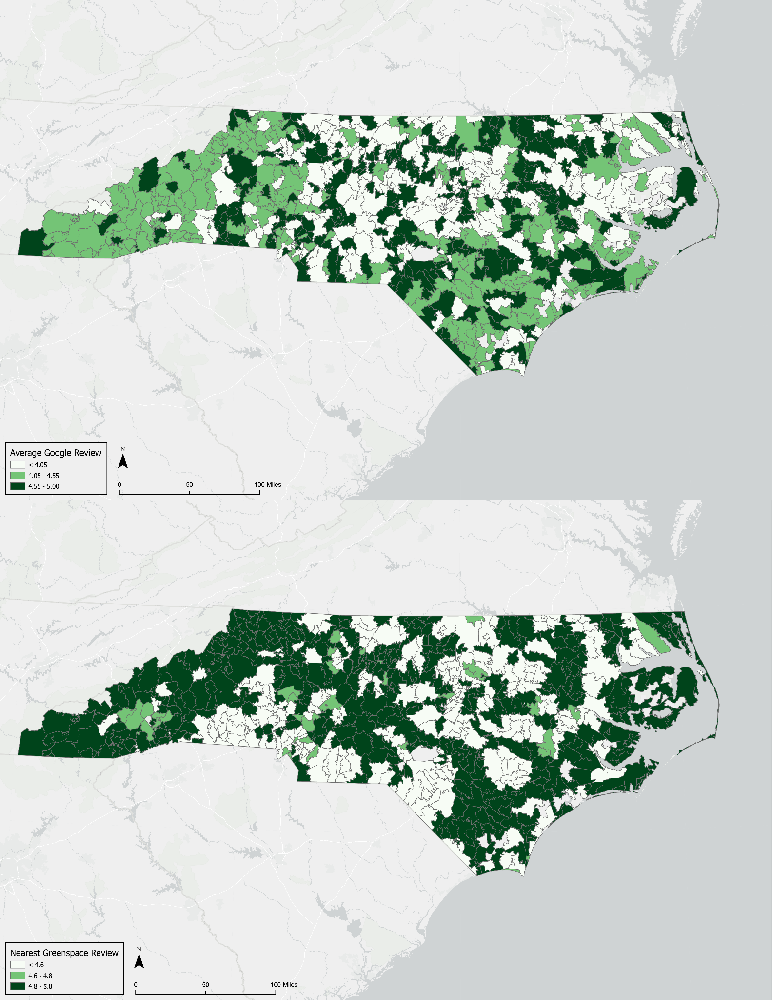 Average Google Review
< 4.05
4.05 - 4.55
4.55 - 5.00
N
0 50 100 Miles
Nearest Greenspace Review
< 4.6
4.6 - 4.8
4.8 - 5.0
N
0 50 100 Miles